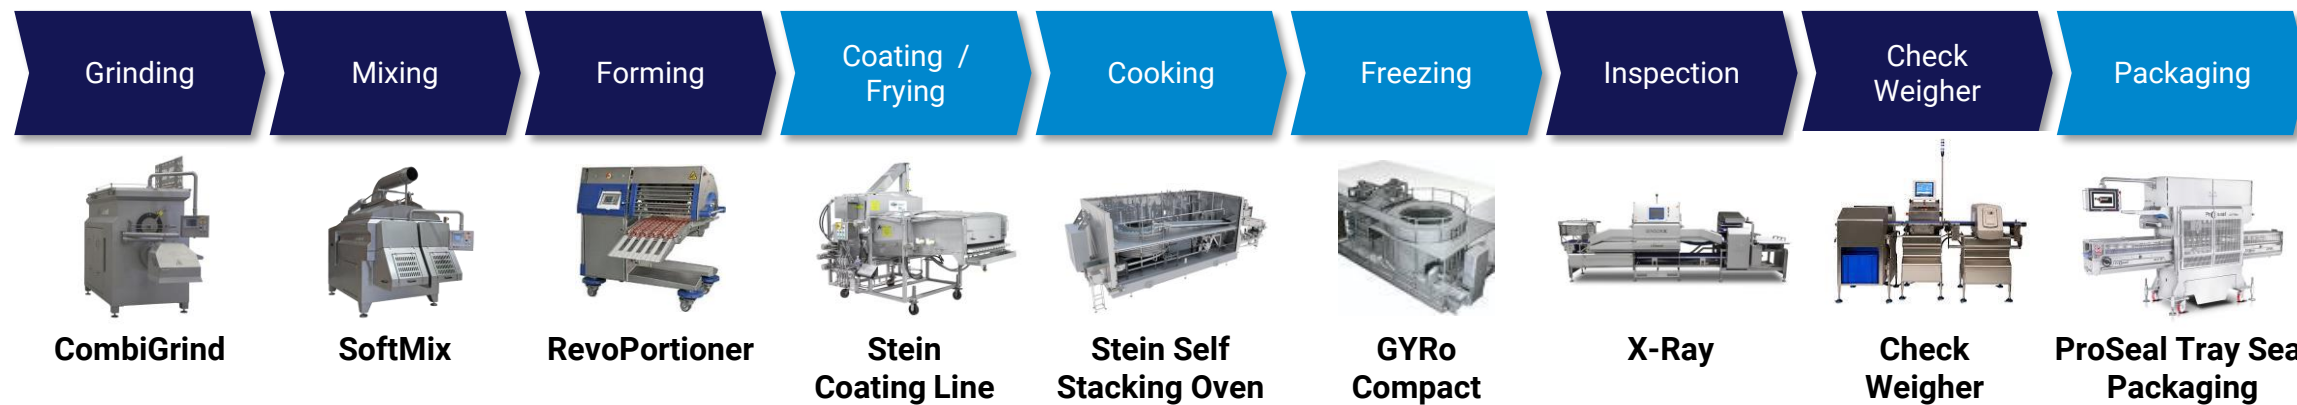 Grinding
Mixing
Forming
Coating /
Frying
Cooking
Freezing
Inspection
Check
Weigher
Packaging
CombiGrind
SoftMix
RevoPortioner
Stein
Coating Line
Stein Self
Stacking Oven
GYRo
Compact
X-Ray
Check
Weigher
ProSeal Tray Sea
Packaging